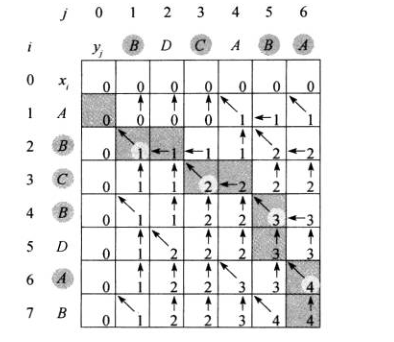 j 0 1 2 3 4 5 6
i y_j B D C A B A
0 x_i 0 0 0 0 0 0 0
1 A 0 0 0 0 1 1 1
2 B 0 1 1 1 1 2 2
3 C 0 1 1 2 2 2 2
4 B 0 1 1 2 2 3 3
5 D 0 1 2 2 2 3 3
6 A 0 1 2 2 3 3 4
7 B 0 1 2 2 3 4 4